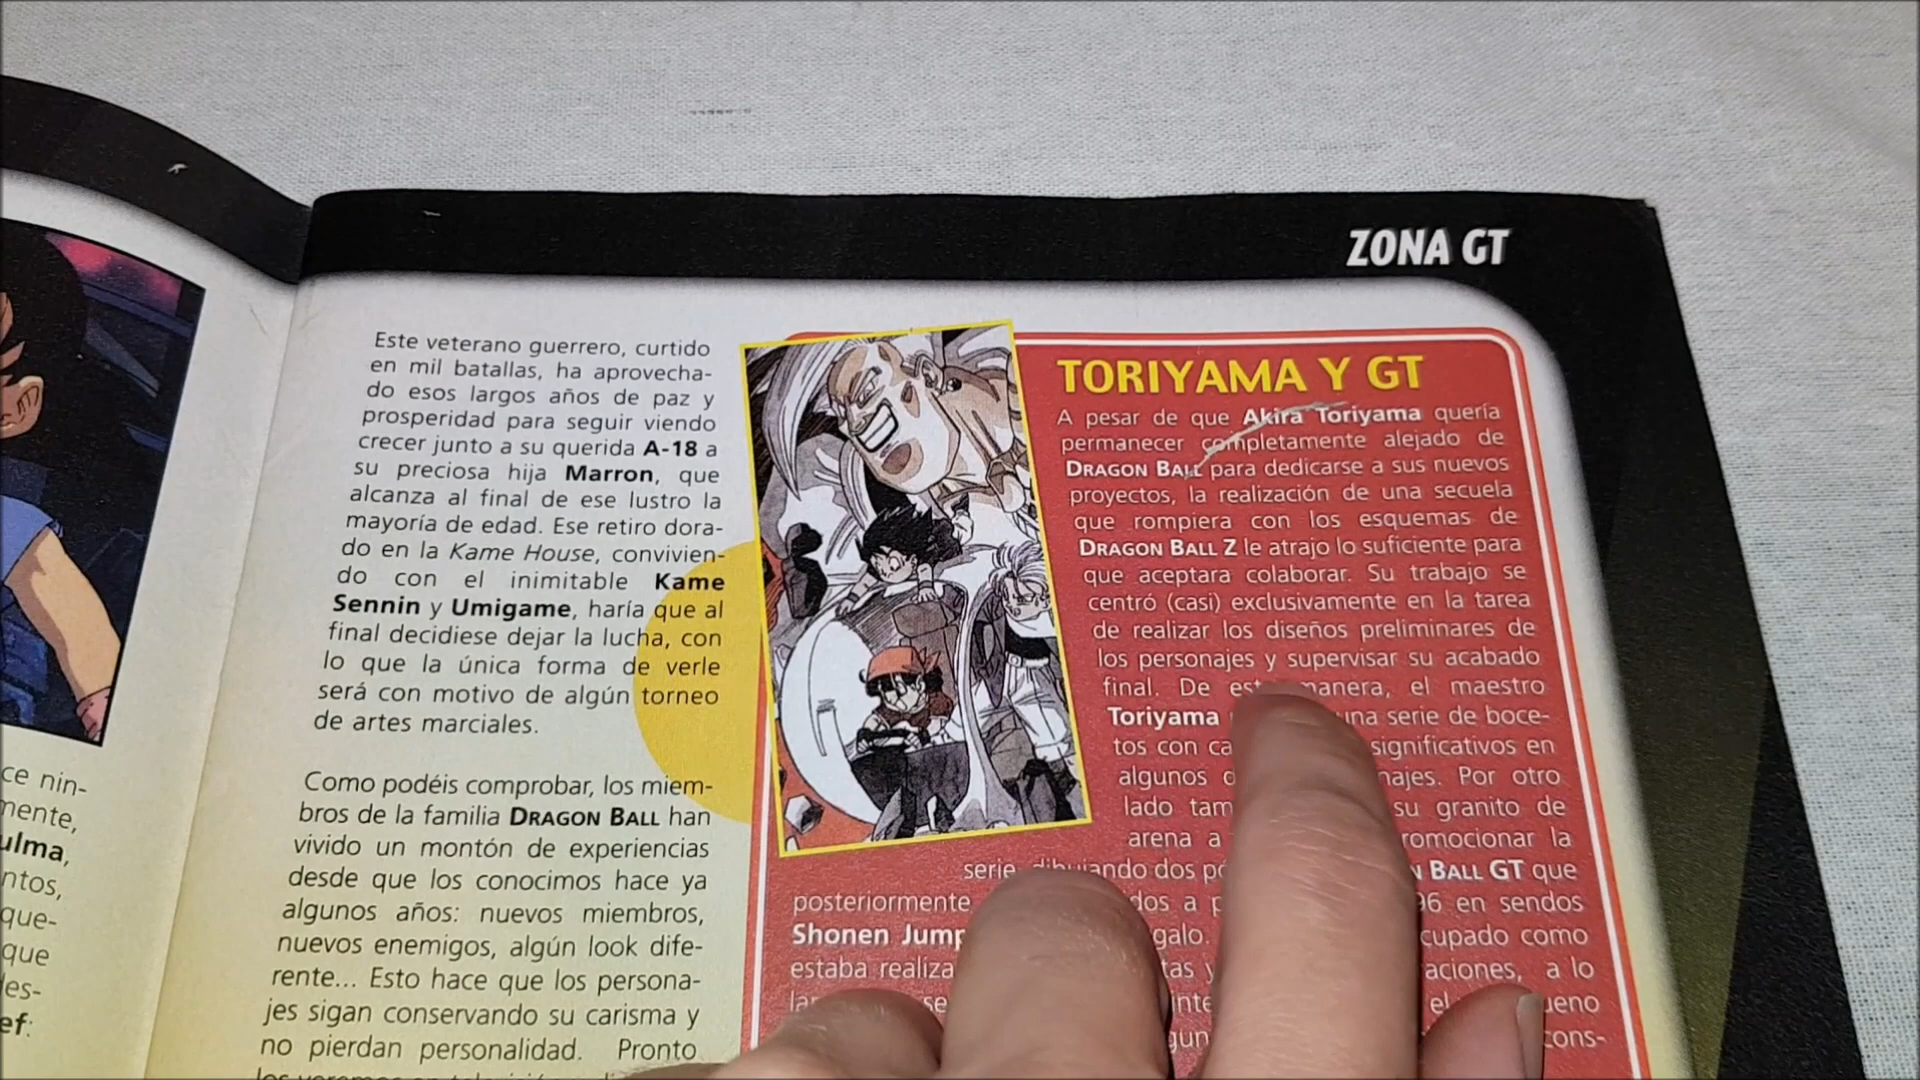 ZONA GT
ce nin-
mente,
ulma,
ntos,
que-
que
des-
ef:
Este veterano guerrero, curtido
en mil batallas, ha aprovecha-
do esos largos años de paz y
prosperidad para seguir viendo
crecer junto a su querida A-18 a
su preciosa hija Marron, que
alcanza al final de ese lustro la
mayoría de edad. Ese retiro dora-
do en la Kame House, convivien-
do con el inimitable Kame
Sennin y Umigame, haría que al
final decidiese dejar la lucha, con
lo que la única forma de verle
será con motivo de algún torneo
de artes marciales.
Como podéis comprobar, los miem-
bros de la familia DRAGON BALL han
vivido un montón de experiencias
desde que los conocimos hace ya
algunos años: nuevos miembros,
nuevos enemigos, algún look dife-
rente... Esto hace que los persona-
jes sigan conservando su carisma y
no pierdan personalidad. Pronto
TORIYAMA Y GT
A pesar de que Akira Toriyama quería
permanecer completamente alejado de
DRAGON BALL para dedicarse a sus nuevos
proyectos, la realización de una secuela
que rompiera con los esquemas de
DRAGON BALL Z le atrajo lo suficiente para
que aceptara colaborar. Su trabajo se
centró (casi) exclusivamente en la tarea
de realizar los diseños preliminares de
los personajes y supervisar su acabado
final. De esta manera, el maestro
Toriyama una serie de boce-
tos con significativos en
algunos Por otro
lado su granito de
arena a promocionar la
serie, dibujando dos BALL GT que
posteriormente 96 en sendos
Shonen Jump
estaba a lo